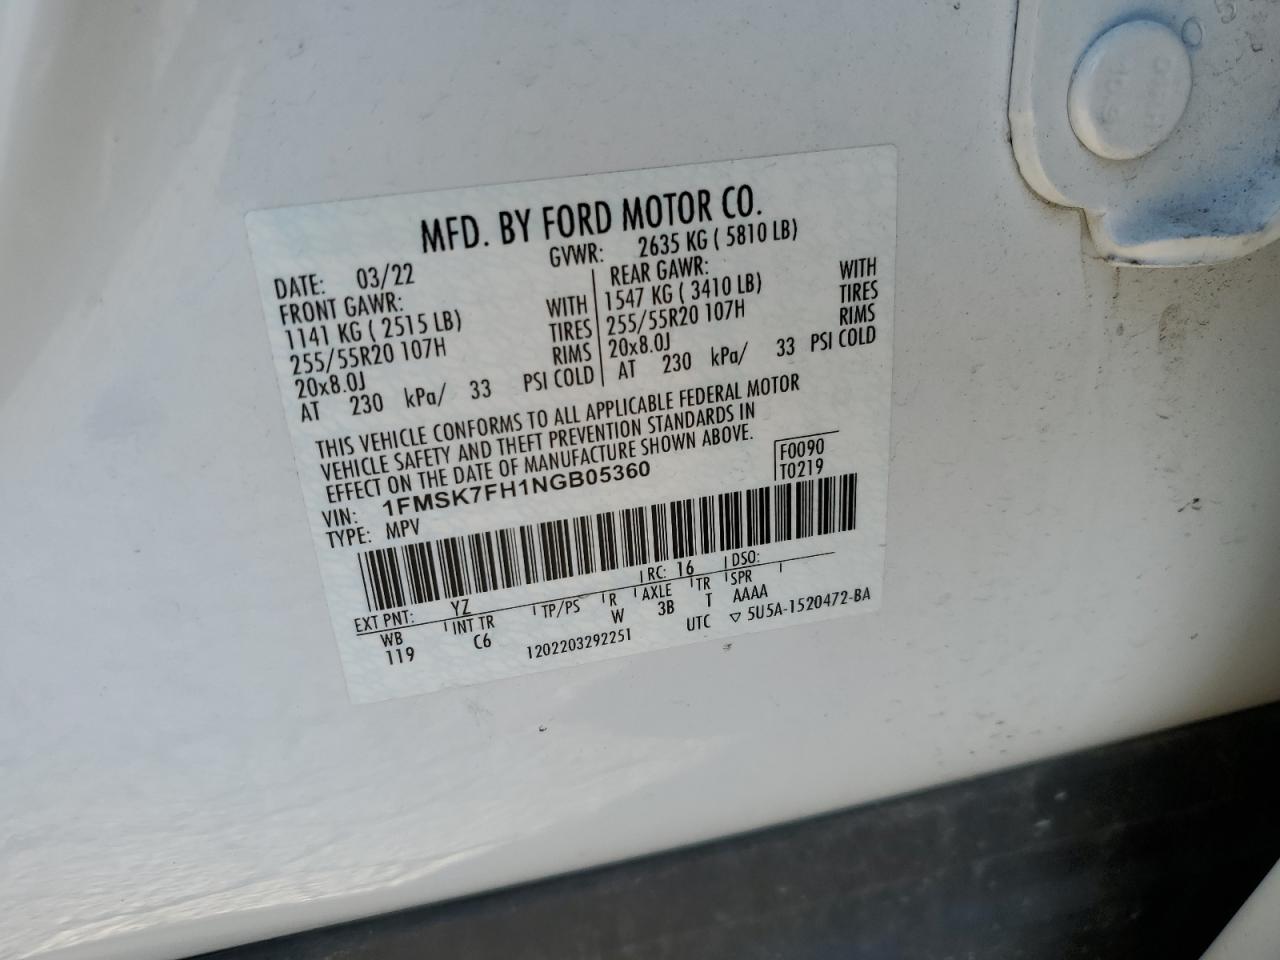 MFD. BY FORD MOTOR CO.
DATE: 03/22 GVWR: 2635 KG ( 5810 LB)
FRONT GAWR: REAR GAWR:
1141 KG ( 2515 LB) WITH 1547 KG ( 3410 LB) WITH
255/55R20 107H TIRES 255/55R20 107H TIRES
20x8.0J RIMS 20x8.0J RIMS
AT 230 kPa/ 33 PSI COLD AT 230 kPa/ 33 PSI COLD
THIS VEHICLE CONFORMS TO ALL APPLICABLE FEDERAL MOTOR
VEHICLE SAFETY AND THEFT PREVENTION STANDARDS IN
EFFECT ON THE DATE OF MANUFACTURE SHOWN ABOVE.
F0090
VIN: 1FMSK7FH1NGB05360 T0219
TYPE: MPV
EXT PNT: YZ RC: 16 DSO:
WB INT TR TP/PS R AXLE TR SPR
119 C6 W 3B T AAAA
1202203292251 UTC ▽ 5U5A-1520472-BA